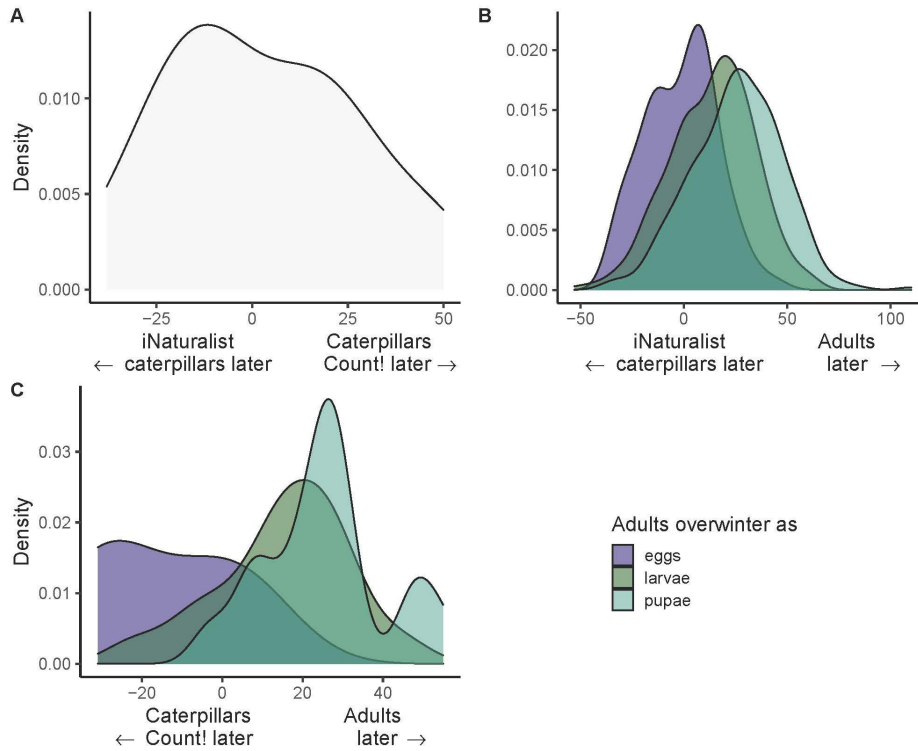 A
Density
0.010
0.005
0.000
−25
0
25
50
iNaturalist
← caterpillars later
Caterpillars
Count! later →
B
0.020
0.015
0.010
0.005
0.000
−50
0
50
100
iNaturalist
← caterpillars later
Adults
later →
C
Density
0.03
0.02
0.01
0.00
−20
0
20
40
Caterpillars
← Count! later
Adults
later →
Adults overwinter as
eggs
larvae
pupae